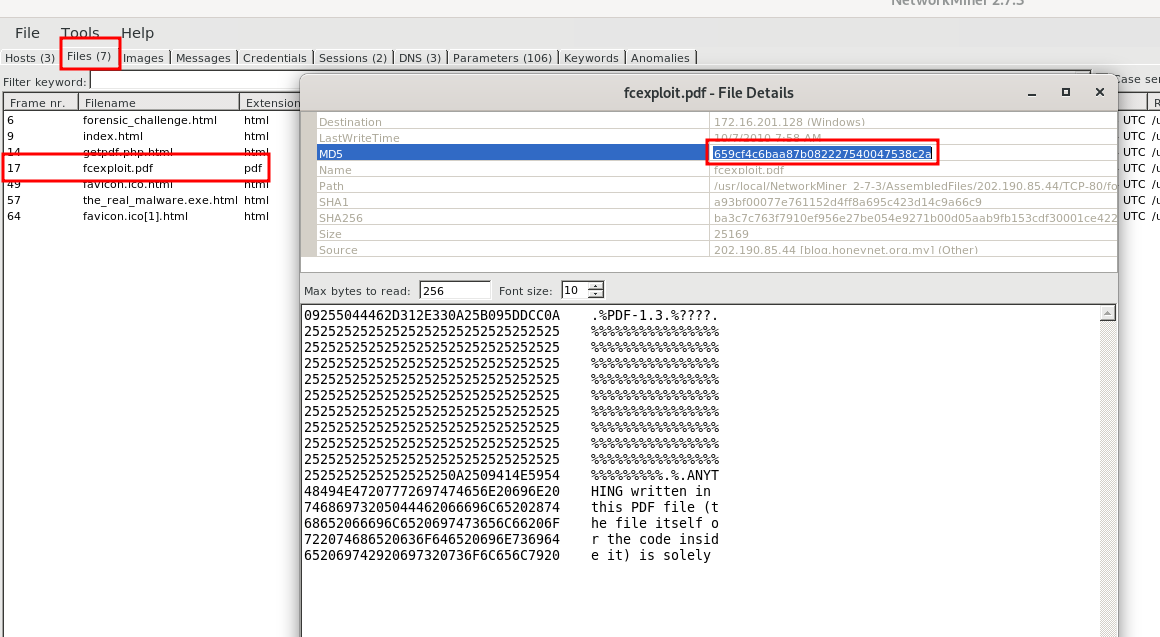 NetworkMiner 2.7.3
File Tools Help
Hosts (3) Files (7) Images Messages Credentials Sessions (2) DNS (3) Parameters (106) Keywords Anomalies
Filter keyword: Case ser
Frame nr. Filename Extension R
6 forensic_challenge.html html UTC /u
9 index.html html UTC /u
14 getpdf.php.html html UTC /u
17 fcexploit.pdf pdf UTC /u
49 favicon.ico.html html UTC /u
57 the_real_malware.exe.html html UTC /u
64 favicon.ico[1].html html UTC /u
fcexploit.pdf - File Details
Destination 172.16.201.128 (Windows)
LastWriteTime 10/7/2010 7:58 AM
MD5 659cf4c6baa87b082227540047538c2a
Name fcexploit.pdf
Path /usr/local/NetworkMiner_2-7-3/AssembledFiles/202.190.85.44/TCP-80/fo
SHA1 a93bf00077e761152d4ff8a695c423d14c9a66c9
SHA256 ba3c7c763f7910ef956e27be054e9271b00d05aab9fb153cdf30001ce422
Size 25169
Source 202.190.85.44 [blog.honeynet.org.my] (Other)
Max bytes to read: 256 Font size: 10
09255044462D312E330A25B095DDCC0A .%PDF-1.3.%????.
25252525252525252525252525252525 %%%%%%%%%%%%%%%%
25252525252525252525252525252525 %%%%%%%%%%%%%%%%
25252525252525252525252525252525 %%%%%%%%%%%%%%%%
25252525252525252525252525252525 %%%%%%%%%%%%%%%%
25252525252525252525252525252525 %%%%%%%%%%%%%%%%
25252525252525252525252525252525 %%%%%%%%%%%%%%%%
25252525252525252525252525252525 %%%%%%%%%%%%%%%%
25252525252525252525252525252525 %%%%%%%%%%%%%%%%
25252525252525252525252525252525 %%%%%%%%%%%%%%%%
2525252525252525250A2509414E5954 %%%%%%%%%.%.ANYT
48494E47207772697474656E20696E20 HING written in
746869732050444462066696C65202874 this PDF file (t
68652066696C6520697473656C66206F he file itself o
722074686520636F646520696E736964 r the code insid
65206974292069732073 6F6C656C7920 e it) is solely